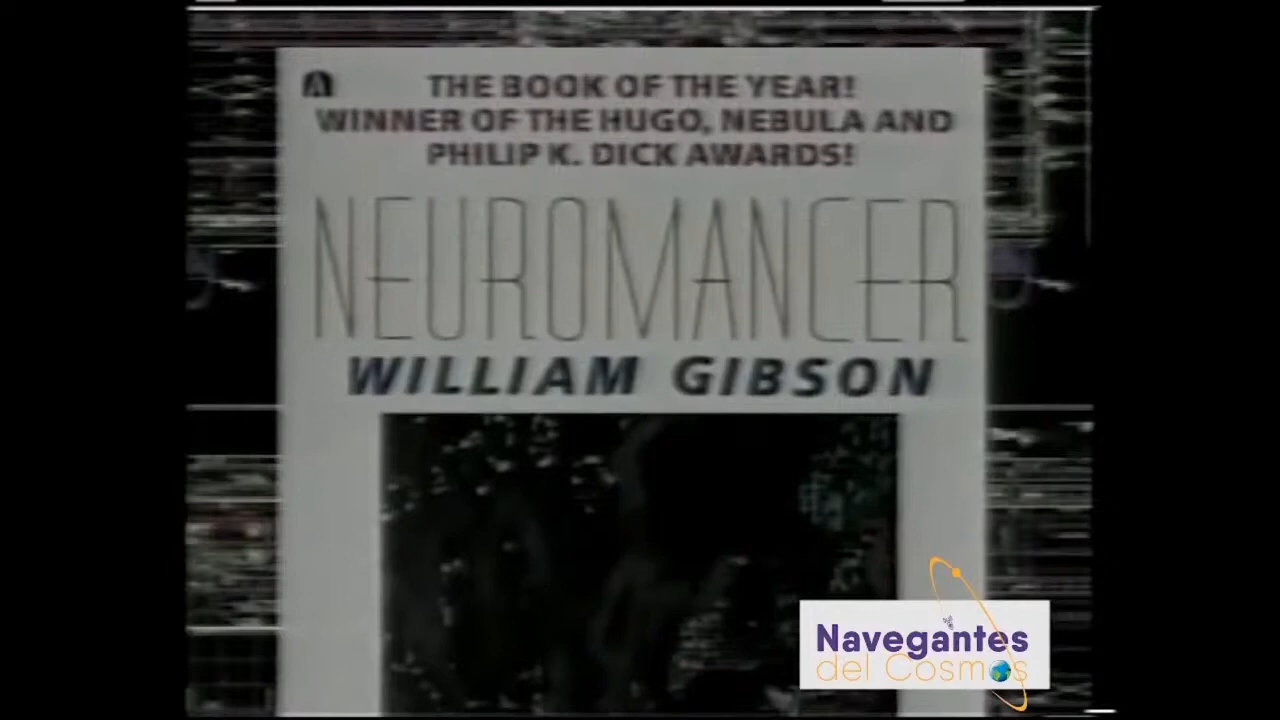 THE BOOK OF THE YEAR!
WINNER OF THE HUGO, NEBULA AND
PHILIP K. DICK AWARDS!
NEUROMANCER
WILLIAM GIBSON
Navegantes
del Cosmos